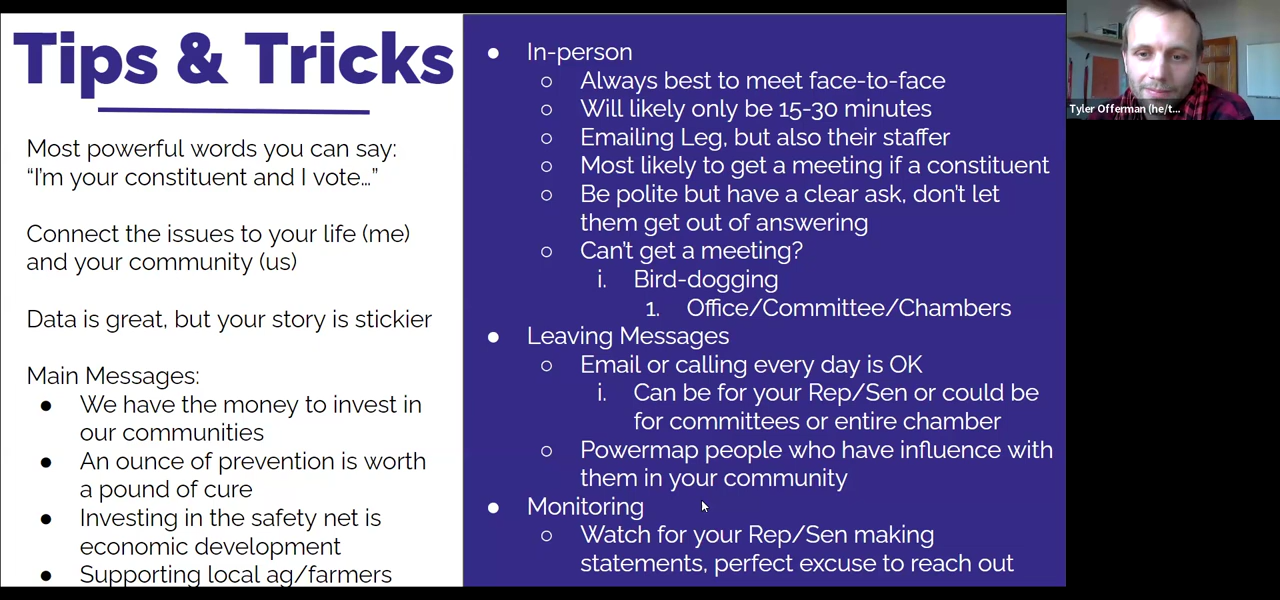 Tips & Tricks
Most powerful words you can say:
“I’m your constituent and I vote…”
Connect the issues to your life (me)
and your community (us)
Data is great, but your story is stickier
Main Messages:
● We have the money to invest in
our communities
● An ounce of prevention is worth
a pound of cure
● Investing in the safety net is
economic development
● Supporting local ag/farmers
● In-person
○ Always best to meet face-to-face
○ Will likely only be 15-30 minutes
○ Emailing Leg, but also their staffer
○ Most likely to get a meeting if a constituent
○ Be polite but have a clear ask, don’t let
them get out of answering
○ Can’t get a meeting?
i. Bird-dogging
1. Office/Committee/Chambers
● Leaving Messages
○ Email or calling every day is OK
i. Can be for your Rep/Sen or could be
for committees or entire chamber
○ Powermap people who have influence with
them in your community
● Monitoring
○ Watch for your Rep/Sen making
statements, perfect excuse to reach out
Tyler Offerman (he/t...